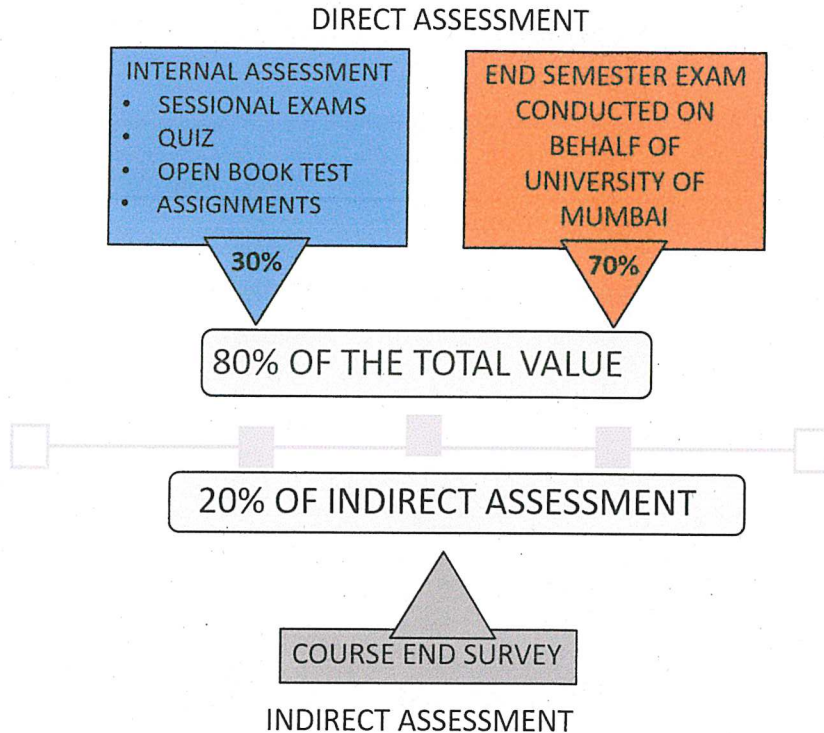 DIRECT ASSESSMENT
INTERNAL ASSESSMENT
• SESSIONAL EXAMS
• QUIZ
• OPEN BOOK TEST
• ASSIGNMENTS
30%
END SEMESTER EXAM
CONDUCTED ON
BEHALF OF
UNIVERSITY OF
MUMBAI
70%
80% OF THE TOTAL VALUE
20% OF INDIRECT ASSESSMENT
COURSE END SURVEY
INDIRECT ASSESSMENT